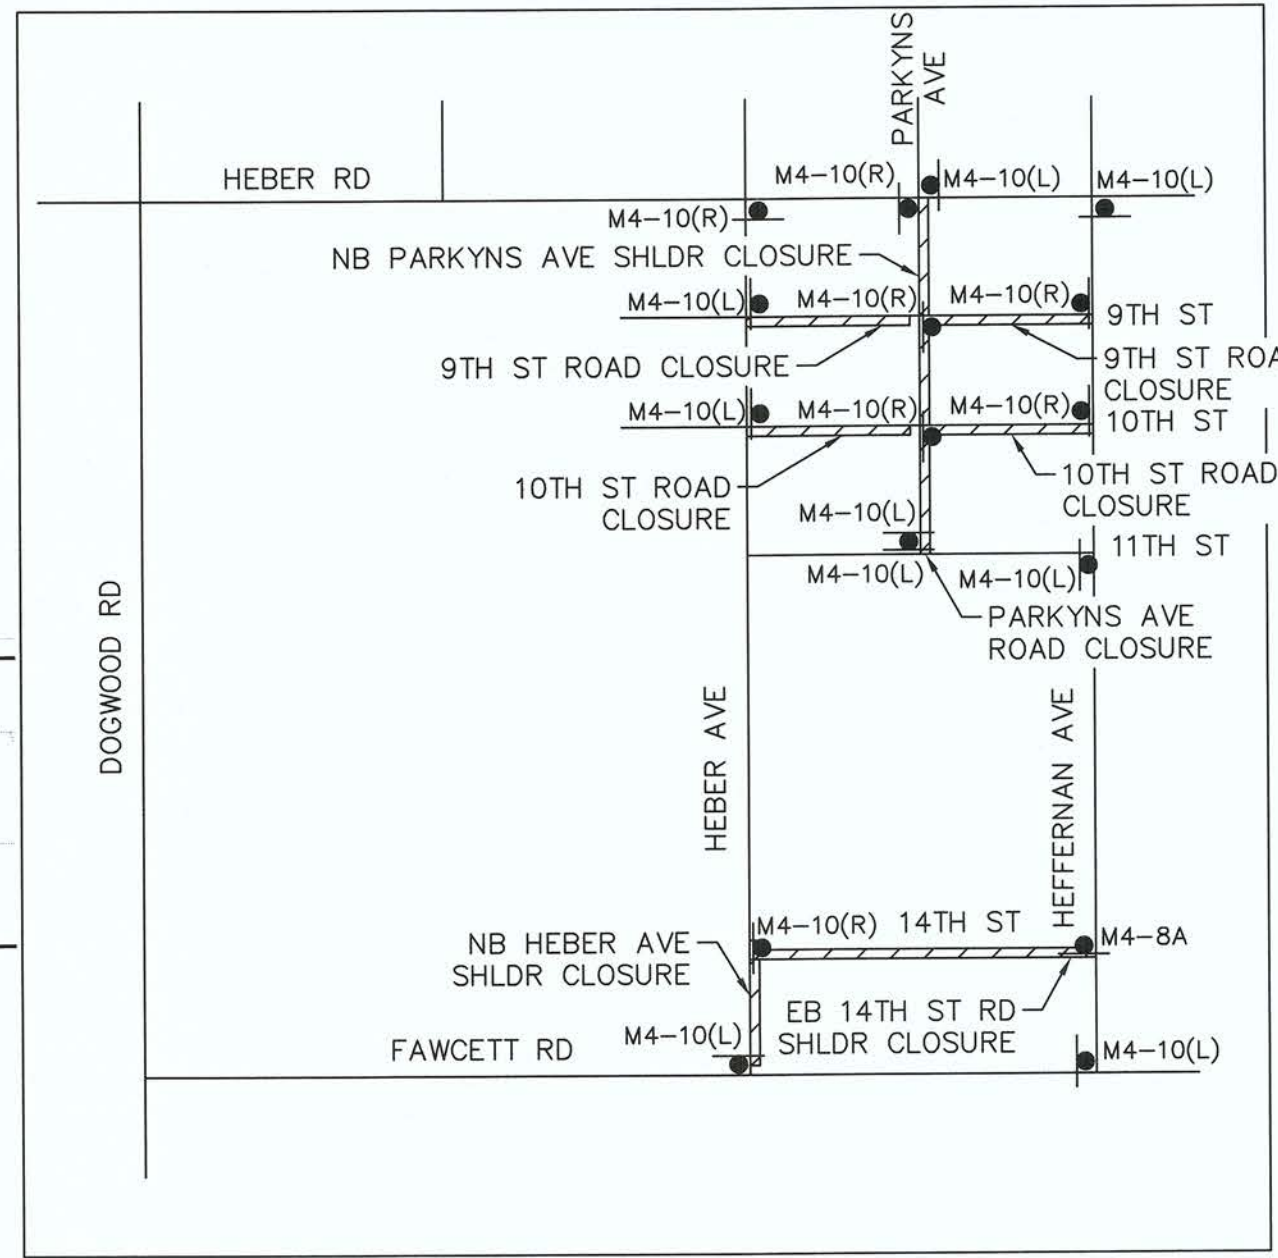 PARKYNS
AVE
HEBER RD
M4-10(R)
M4-10(L)
M4-10(L)
M4-10(R)
NB PARKYNS AVE SHLDR CLOSURE
M4-10(L)
M4-10(R)
M4-10(R)
9TH ST
9TH ST ROAD CLOSURE
9TH ST ROA
CLOSURE
M4-10(L)
M4-10(R)
M4-10(R)
10TH ST
10TH ST ROAD
CLOSURE
10TH ST ROAD
CLOSURE
M4-10(L)
11TH ST
M4-10(L)
M4-10(L)
PARKYNS AVE
ROAD CLOSURE
DOGWOOD RD
HEBER AVE
HEFFERNAN AVE
M4-10(R)
14TH ST
M4-8A
NB HEBER AVE
SHLDR CLOSURE
EB 14TH ST RD
SHLDR CLOSURE
M4-10(L)
FAWCETT RD
M4-10(L)